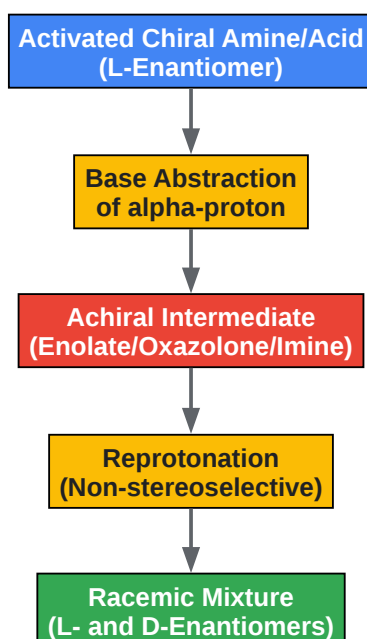 Activated Chiral Amine/Acid
(L-Enantiomer)
Base Abstraction
of alpha-proton
Achiral Intermediate
(Enolate/Oxazolone/Imine)
Reprotonation
(Non-stereoselective)
Racemic Mixture
(L- and D-Enantiomers)